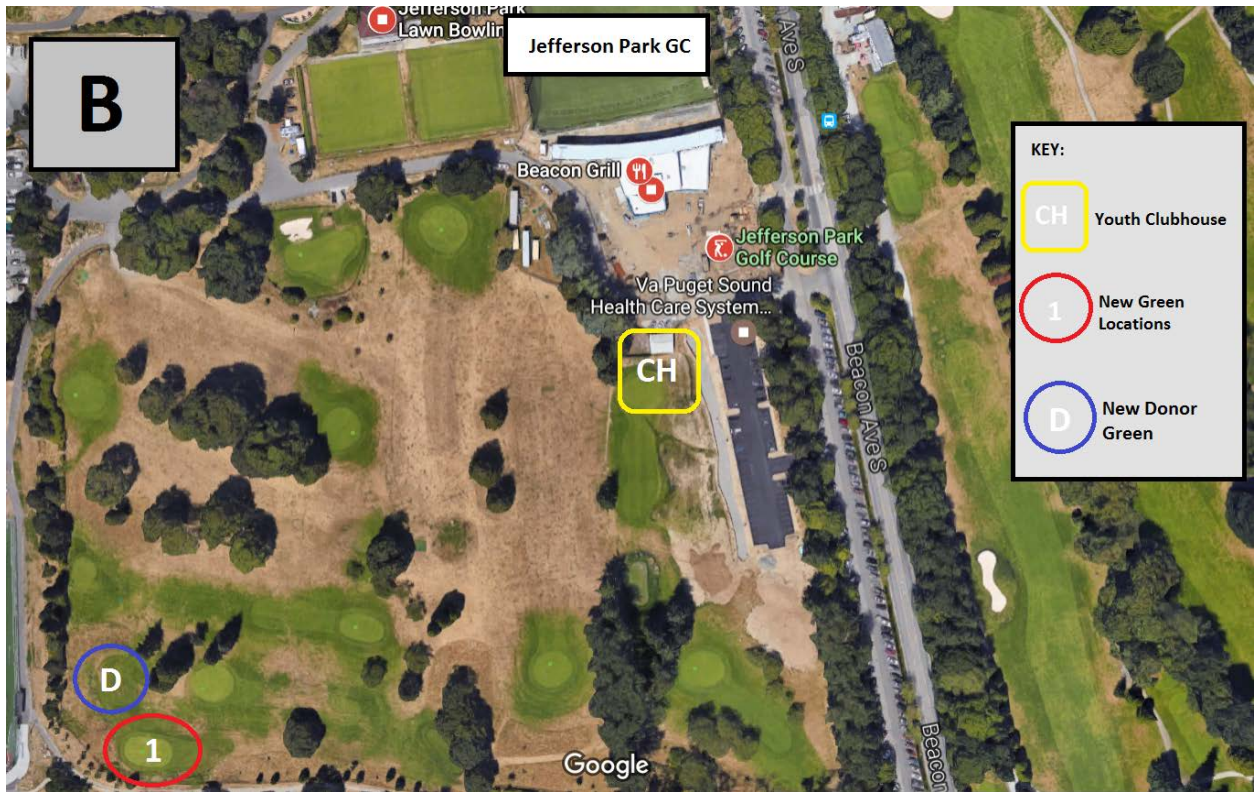 Jefferson Park
Lawn Bowlin
Jefferson Park GC
B
Ave S
KEY:
Beacon Grill
CH
Youth Clubhouse
Jefferson Park
Golf Course
Va Puget Sound
Health Care System...
1
New Green
Locations
CH
Beacon Ave S
D
New Donor
Green
D
1
Google
Beacon